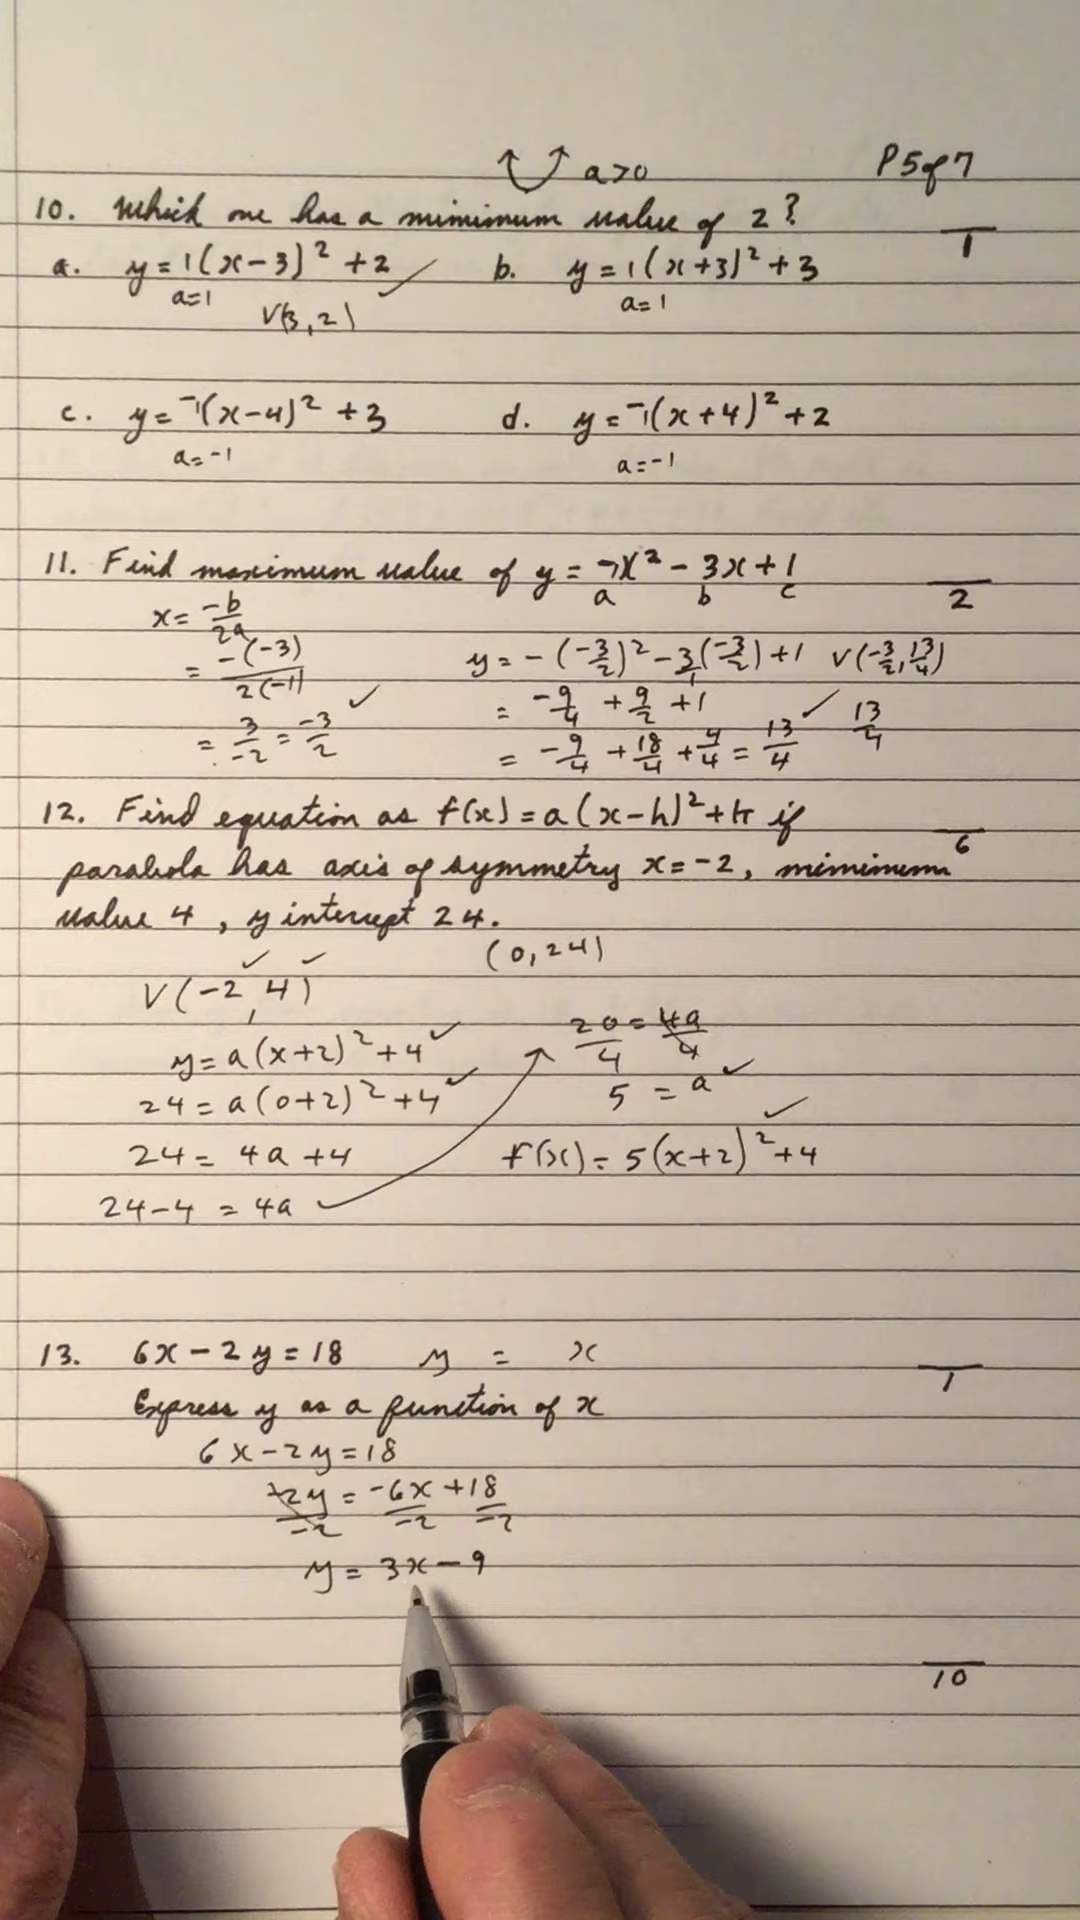 a>0 P5of7
10. Which one has a mimimum value of 2?
1
a. y=1(x-3)²+2 b. y=1(x+3)²+3
a=1 V(3,2) a=1
c. y=-1(x-4)²+3 d. y=-1(x+4)²+2
a=-1 a=-1
11. Find maximum value of y=-1x²-3x+1
a b c 2
x=-b/2a
=-(-3)/2(-1) y=-(-3/2)²-3/1(-3/2)+1 V(-3/2,13/4)
=-9/4+9/2+1 ✓ 13/4
=3/-2=-3/2 ✓ =-9/4+18/4+4/4=13/4
12. Find equation as f(x)=a(x-h)²+k if
6
parabola has axis of symmetry x=-2, mimimum
value 4, y intercept 24.
(0,24)
V(-2,4)
y=a(x+2)²+4 ✓ 20/4=4a/4
24=a(0+2)²+4 ✓ 5=a ✓
24=4a+4 f(x)=5(x+2)²+4 ✓
24-4=4a
13. 6x-2y=18 y = x
1
Express y as a function of x
6x-2y=18
-2y/-2=-6x/-2+18/-2
y=3x-9
10